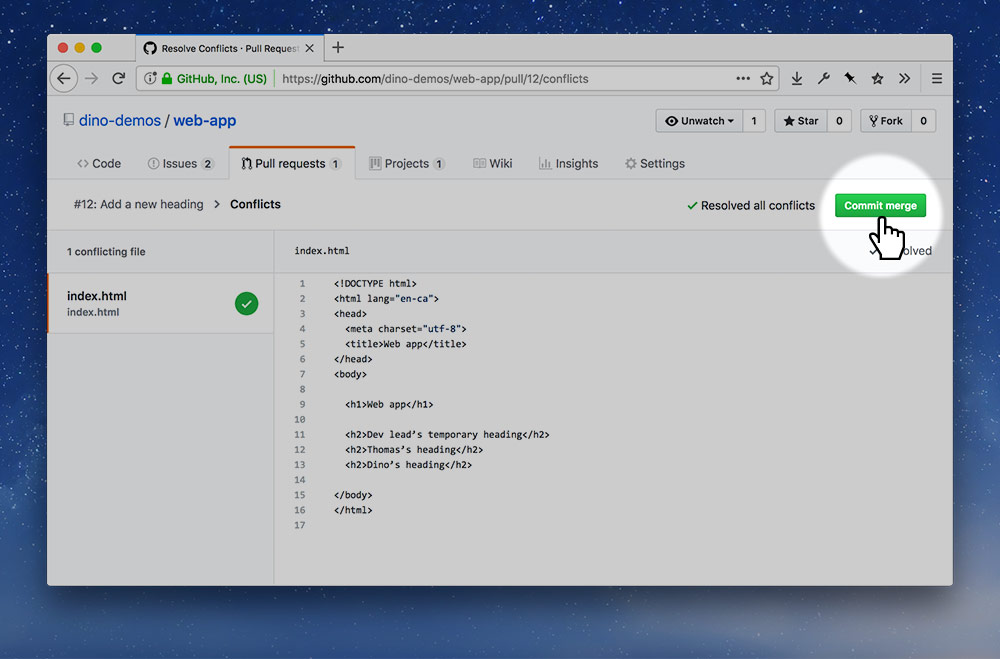 Resolve Conflicts · Pull Reques
GitHub, Inc. (US) https://github.com/dino-demos/web-app/pull/12/conflicts
dino-demos / web-app Unwatch 1 Star 0 Fork 0
Code Issues 2 Pull requests 1 Projects 1 Wiki Insights Settings
#12: Add a new heading Conflicts Resolved all conflicts Commit merge
1 conflicting file
index.html
index.html
index.html
1 <!DOCTYPE html>
2 <html lang="en-ca">
3 <head>
4 <meta charset="utf-8">
5 <title>Web app</title>
6 </head>
7 <body>
8
9 <h1>Web app</h1>
10
11 <h2>Dev lead’s temporary heading</h2>
12 <h2>Thomas’s heading</h2>
13 <h2>Dino’s heading</h2>
14
15 </body>
16 </html>
17